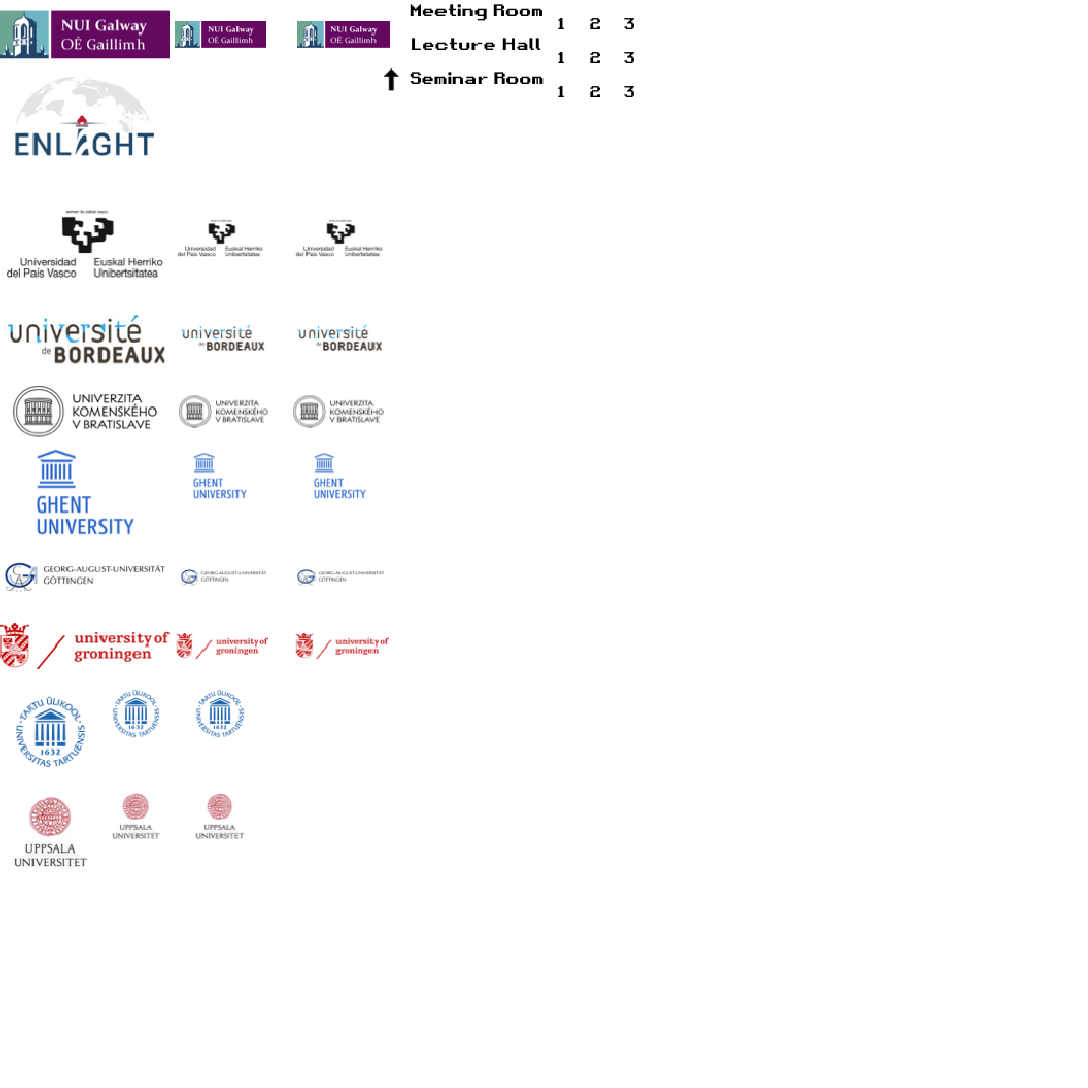 NUI Galway
OÉ Gaillimh
NUI Galway
OÉ Gaillimh
NUI Galway
OÉ Gaillimh
Meeting Room
1 2 3
Lecture Hall
1 2 3
Seminar Room
1 2 3
ENLIGHT
Universidad del País Vasco
Euskal Herriko Unibertsitatea
Universidad del País Vasco
Euskal Herriko Unibertsitatea
Universidad del País Vasco
Euskal Herriko Unibertsitatea
université
de BORDEAUX
université
de BORDEAUX
université
de BORDEAUX
UNIVERZITA
KOMENSKÉHO
V BRATISLAVE
UNIVERZITA
KOMENSKÉHO
V BRATISLAVE
UNIVERZITA
KOMENSKÉHO
V BRATISLAVE
GHENT
UNIVERSITY
GHENT
UNIVERSITY
GHENT
UNIVERSITY
GEORG-AUGUST-UNIVERSITÄT
GÖTTINGEN
GEORG-AUGUST-UNIVERSITÄT
GÖTTINGEN
GEORG-AUGUST-UNIVERSITÄT
GÖTTINGEN
university of
groningen
university of
groningen
university of
groningen
TARTU ÜLIKOOL
UNIVERSITAS TARTUENSIS
1632
TARTU ÜLIKOOL
UNIVERSITAS TARTUENSIS
1632
TARTU ÜLIKOOL
UNIVERSITAS TARTUENSIS
1632
UPPSALA
UNIVERSITET
UPPSALA
UNIVERSITET
UPPSALA
UNIVERSITET